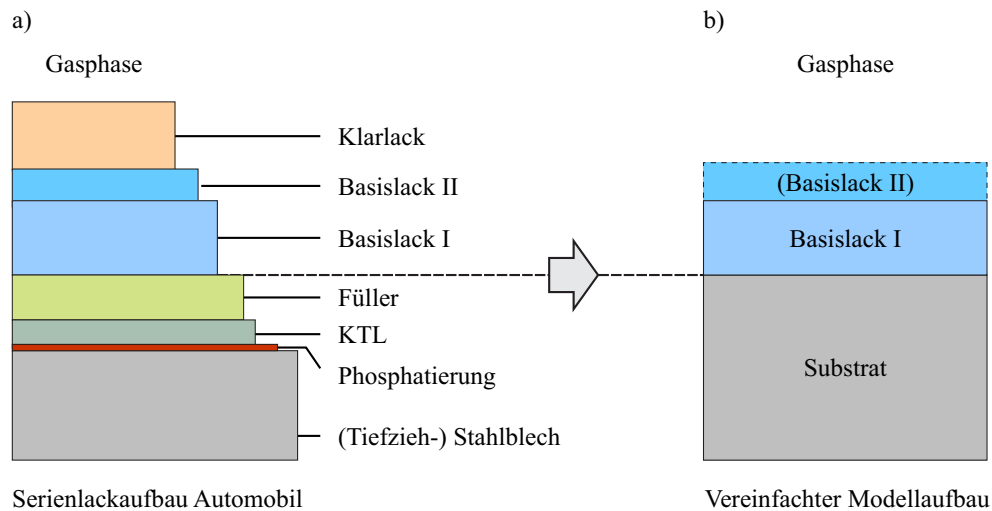 a)
Gasphase
Klarlack
Basislack II
Basislack I
Füller
KTL
Phosphatierung
(Tiefzieh-) Stahlblech
Serienlackaufbau Automobil
b)
Gasphase
(Basislack II)
Basislack I
Substrat
Vereinfachter Modellaufbau